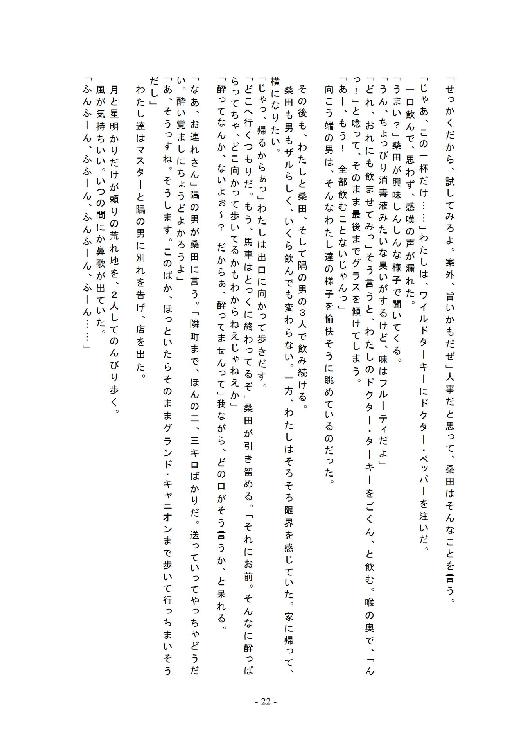 「せっかくだから、試してみろよ。案外、旨いかもだぜ」人事だと思って、桑田はそんなことを言う。
「じゃあ、この一杯だけ……」わたしは、ワイルドターキーにドクター・ペッパーを注いだ。
一口飲んで、思わず、感嘆の声が漏れた。
「うまい？」桑田が興味しんしんな様子で聞いてくる。
「うん、ちょっぴり消毒液みたいな臭いがするけど、味はフルーティだよ」
「どれ、おれにも飲ませてみっ」そう言うと、わたしのドクター・ターキーをごくん、と飲む。喉の奥で、「ん
っ！」と唸って、そのまま最後までグラスを傾けてしまう。
「あー、もう！　全部飲むことないじゃんっ」
向こう端の男は、そんなわたし達の様子を愉快そうに眺めているのだった。
その後も、わたしと桑田、そして隅の男の３人で飲み続ける。
桑田も男もザルらしく、いくら飲んでも変わらない。一方、わたしはそろそろ限界を感じていた。家に帰って、
横になりたい。
「じゃっ、帰るからぁっ」わたしは出口に向かって歩きだす。
「どこへ行くつもりだ。もう、馬車はとっくに終わってるぞ」桑田が引き留める。「それにお前。そんなに酔っぱ
らってちゃ、どこ向かって歩いてるかもわからねえじゃねえか」
「酔ってなんか、ないよぉ～？　だからぁ、酔ってませんって」我ながら、どの口がそう言うか、と呆れる。
「なあ、お連れさん」隅の男が桑田に言う。「隣町まで、ほんの二、三キロばかりだ。送っていってやっちゃどうだ
い。酔い覚ましにちょうどよかろうよ」
「あ、そうっすね。そうします。このばか、ほっといたらそのままグランド・キャニオンまで歩いて行っちまいそう
だし」
わたし達はマスターと隅の男に別れを告げ、店を出た。
月と星明かりだけが頼りの荒れ地を、２人してのんびり歩く。
風が気持ちいい。いつの間にか鼻歌が出ていた。
「ふんふーん、ふふーん、ふんふーん、ふーん……」
- 22 -